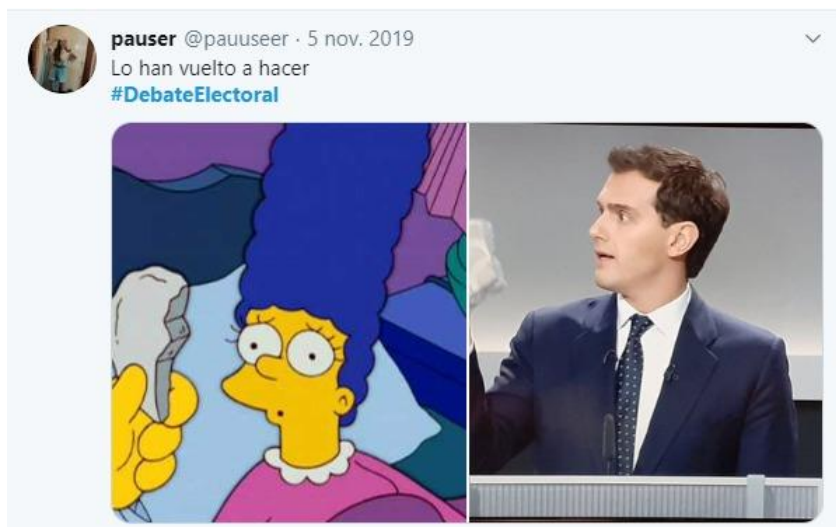 pauser @pauuseer · 5 nov. 2019
Lo han vuelto a hacer
#DebateElectoral